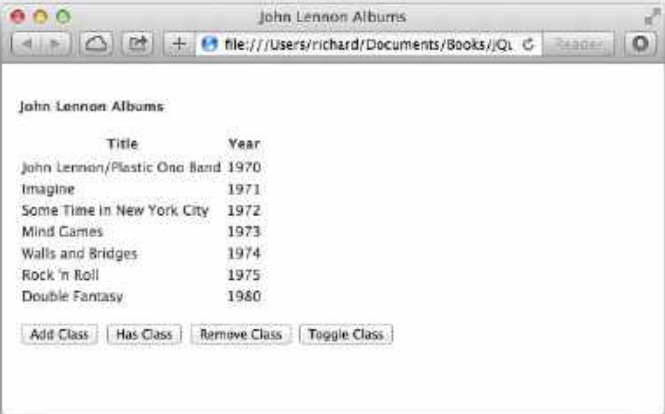 John Lennon Albums
file:///Users/richard/Documents/Books/jQu
Reader
John Lennon Albums
Title Year
John Lennon/Plastic Ono Band 1970
Imagine 1971
Some Time in New York City 1972
Mind Games 1973
Walls and Bridges 1974
Rock 'n Roll 1975
Double Fantasy 1980
Add Class Has Class Remove Class Toggle Class